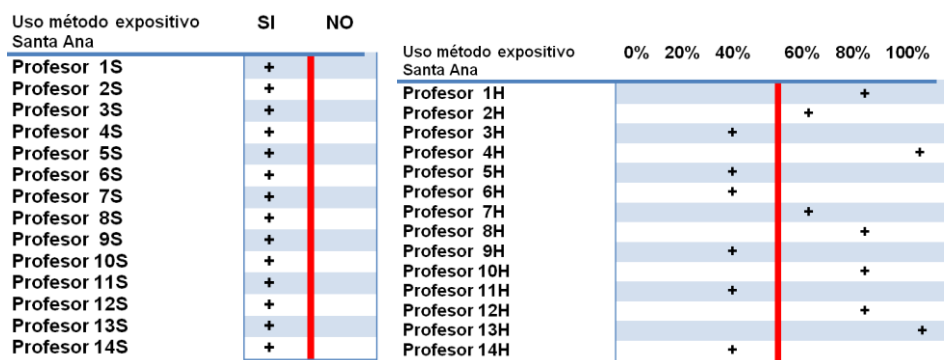 Uso método expositivo SI NO
Santa Ana
Profesor 1S +
Profesor 2S +
Profesor 3S +
Profesor 4S +
Profesor 5S +
Profesor 6S +
Profesor 7S +
Profesor 8S +
Profesor 9S +
Profesor 10S +
Profesor 11S +
Profesor 12S +
Profesor 13S +
Profesor 14S +
Uso método expositivo 0% 20% 40% 60% 80% 100%
Santa Ana
Profesor 1H +
Profesor 2H +
Profesor 3H +
Profesor 4H +
Profesor 5H +
Profesor 6H +
Profesor 7H +
Profesor 8H +
Profesor 9H +
Profesor 10H +
Profesor 11H +
Profesor 12H +
Profesor 13H +
Profesor 14H +